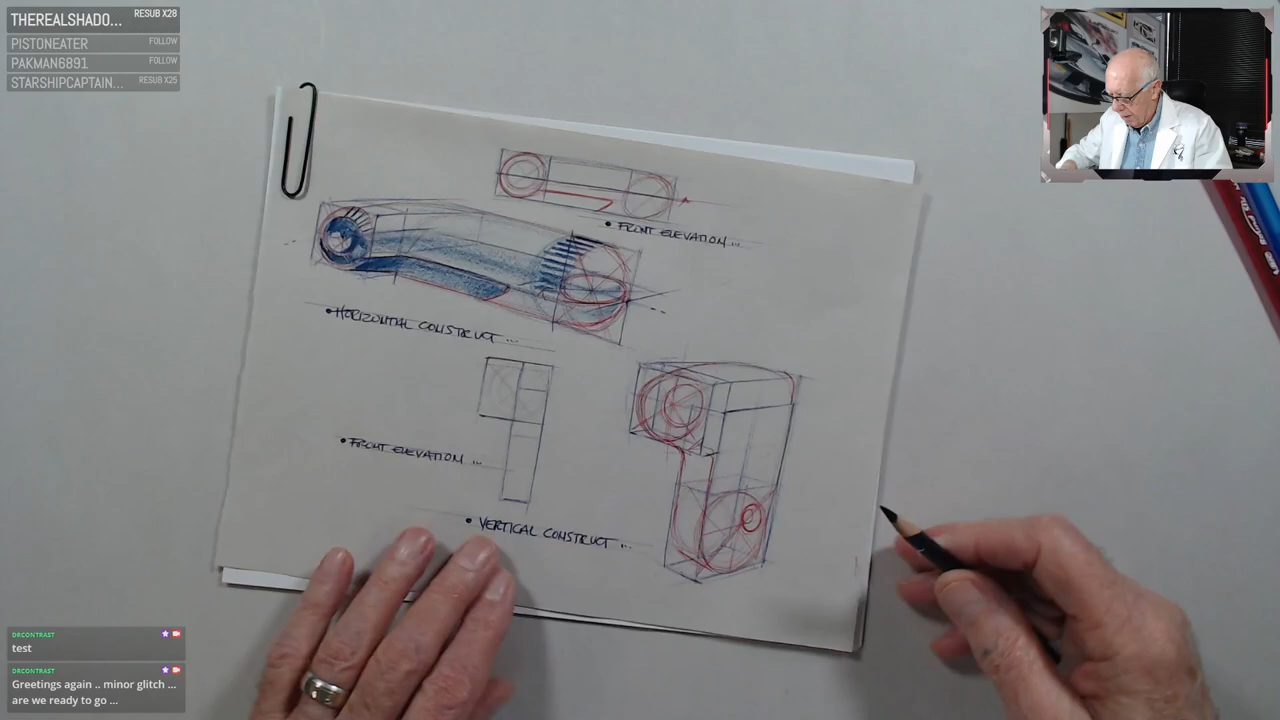 THEREALSHADO... RESUB X28
PISTONEATER FOLLOW
PAKMAN6891 FOLLOW
STARSHIPCAPTAIN... RESUB X25
• FRONT ELEVATION ...
• HORIZONTAL CONSTRUCT ...
• FRONT ELEVATION ...
• VERTICAL CONSTRUCT ...
DRCONTRAST
test
DRCONTRAST
Greetings again .. minor glitch ...
are we ready to go ...